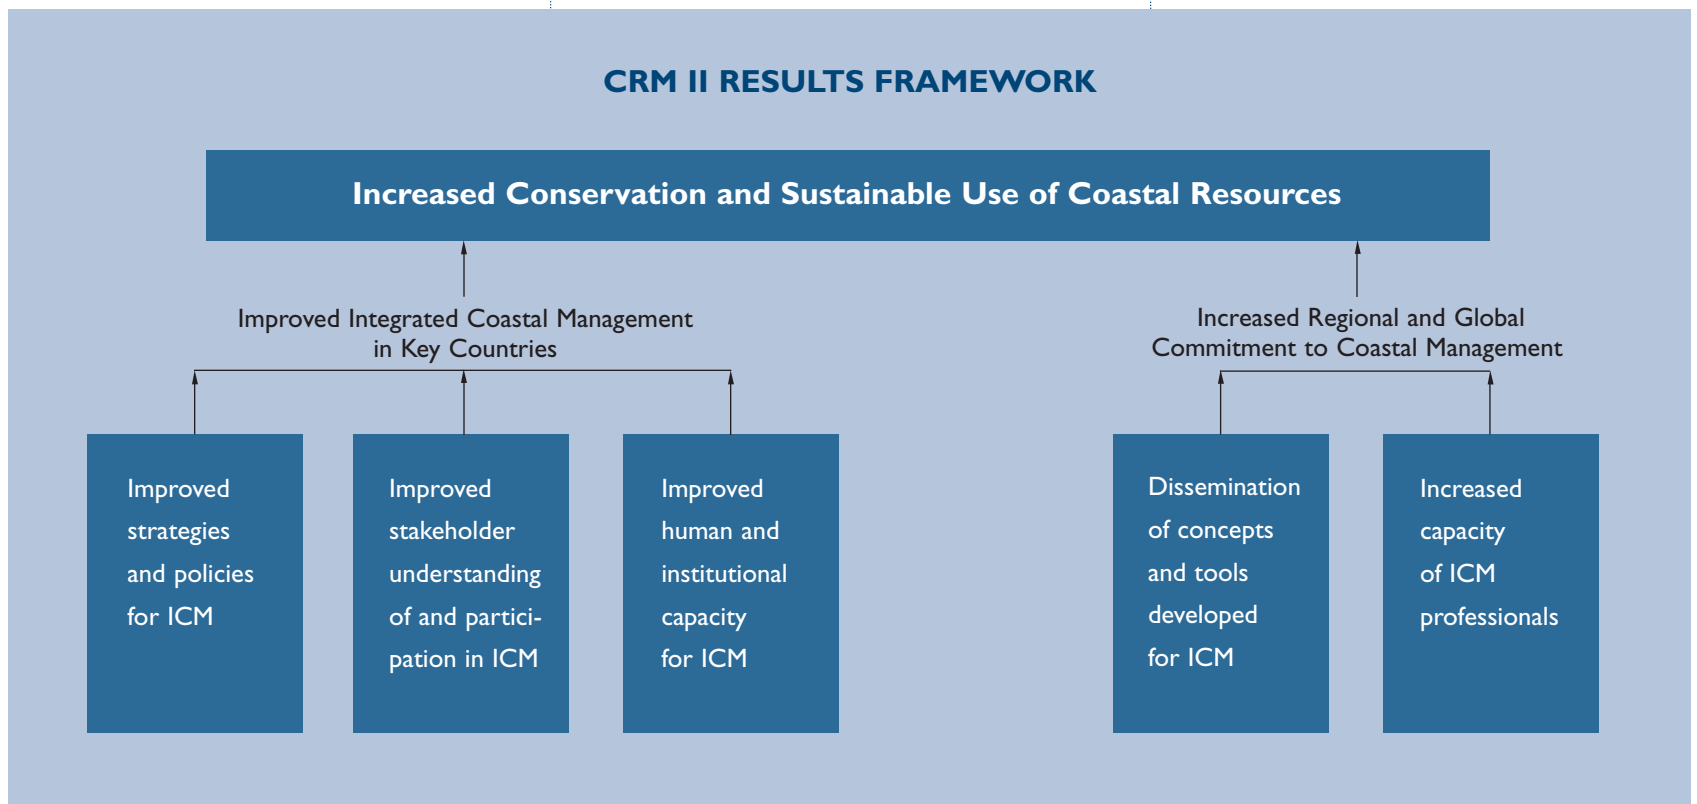 CRM II RESULTS FRAMEWORK
Increased Conservation and Sustainable Use of Coastal Resources
Improved Integrated Coastal Management
in Key Countries
Increased Regional and Global
Commitment to Coastal Management
Improved
strategies
and policies
for ICM
Improved
stakeholder
understanding
of and partici-
pation in ICM
Improved
human and
institutional
capacity
for ICM
Dissemination
of concepts
and tools
developed
for ICM
Increased
capacity
of ICM
professionals